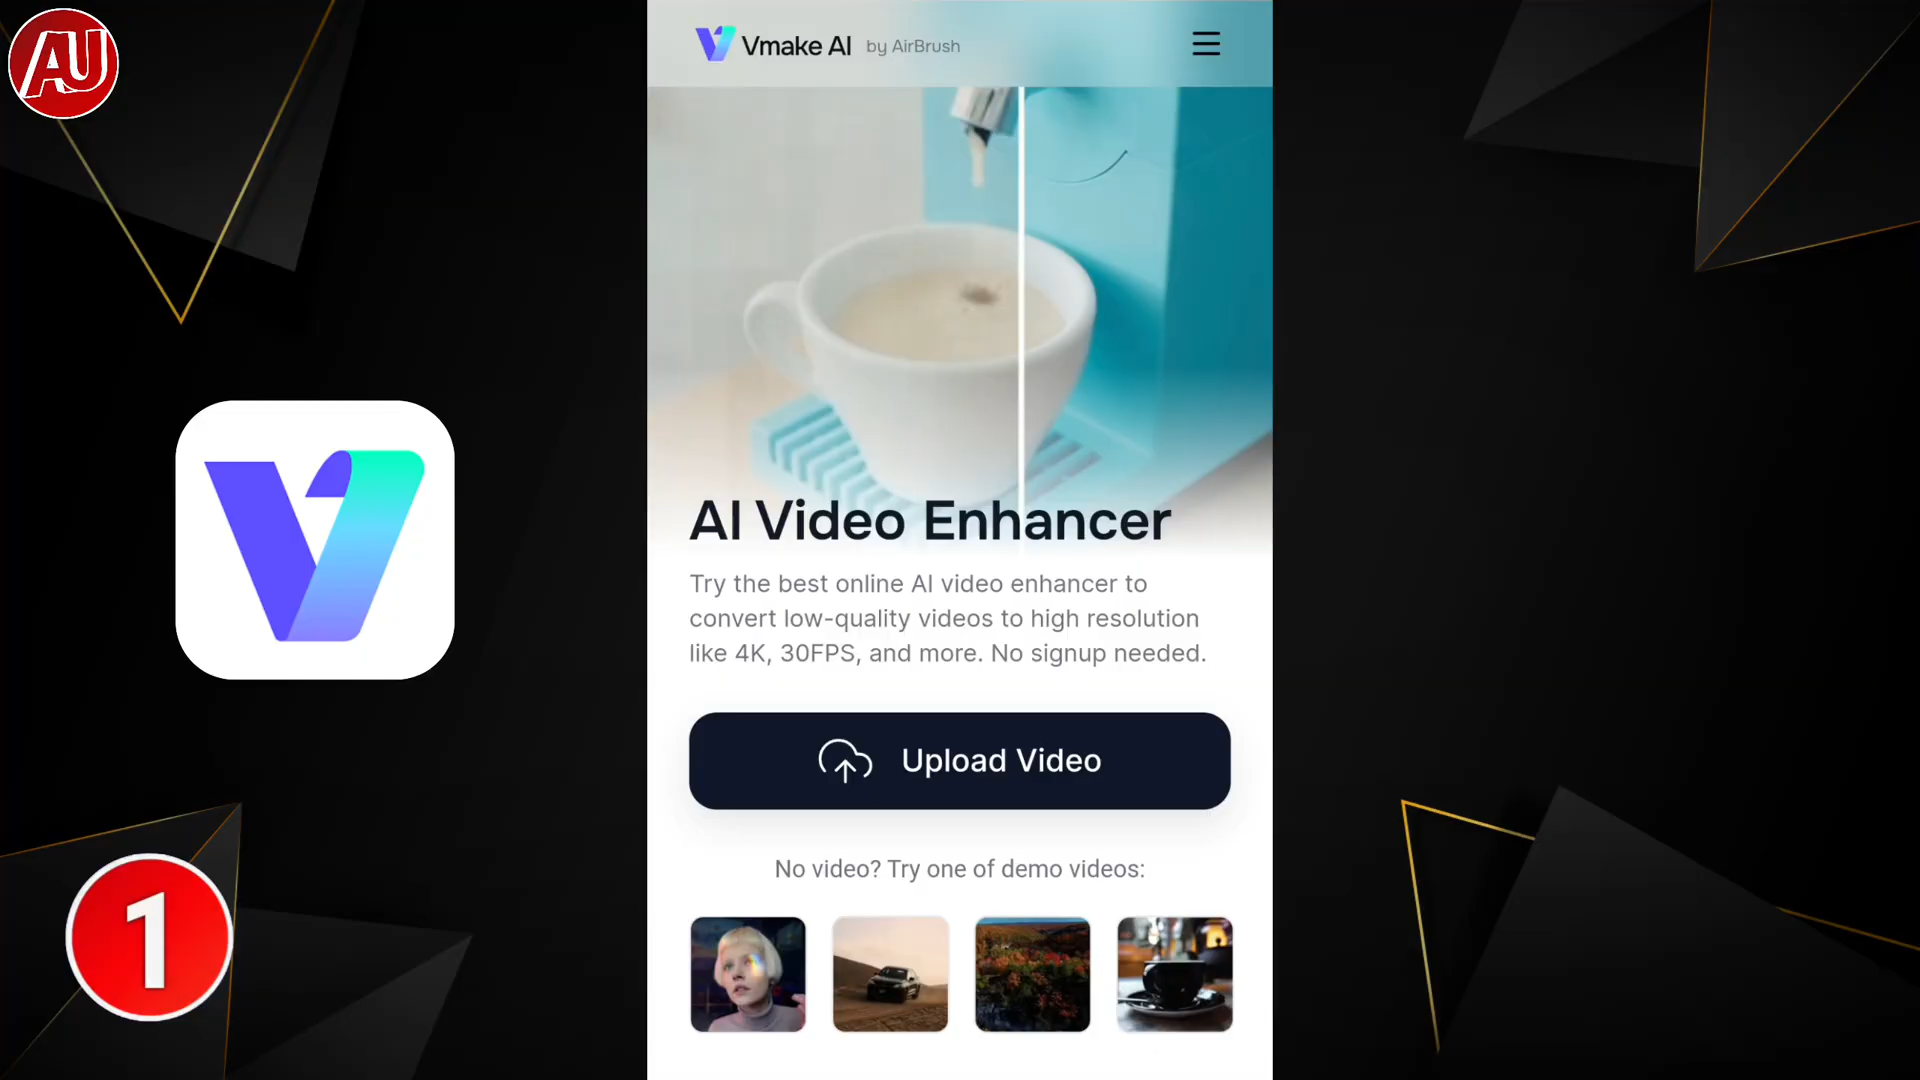 AU
Vmake AI by AirBrush
AI Video Enhancer
Try the best online AI video enhancer to
convert low-quality videos to high resolution
like 4K, 30FPS, and more. No signup needed.
Upload Video
No video? Try one of demo videos:
1